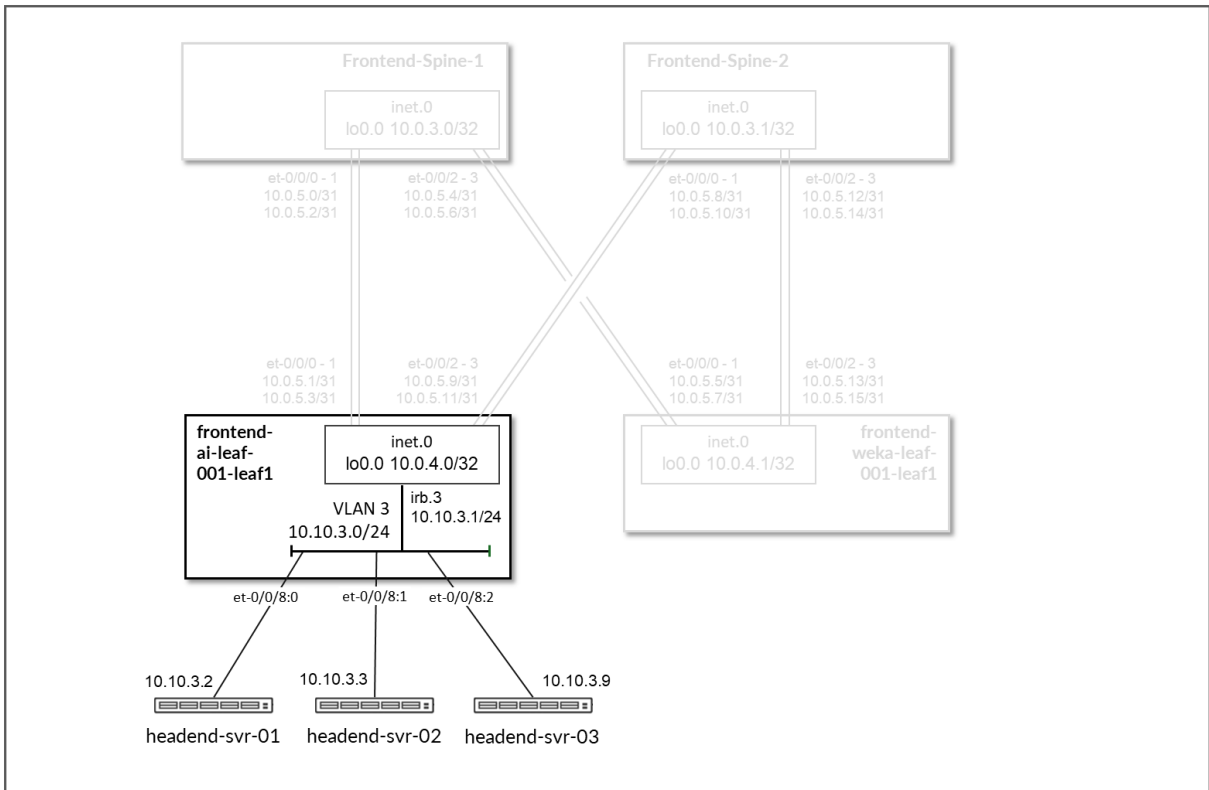 Frontend-Spine-1
inet.0
lo0.0 10.0.3.0/32
Frontend-Spine-2
inet.0
lo0.0 10.0.3.1/32
et-0/0/0 - 1
10.0.5.0/31
10.0.5.2/31
et-0/0/2 - 3
10.0.5.4/31
10.0.5.6/31
et-0/0/0 - 1
10.0.5.8/31
10.0.5.10/31
et-0/0/2 - 3
10.0.5.12/31
10.0.5.14/31
et-0/0/0 - 1
10.0.5.1/31
10.0.5.3/31
et-0/0/2 - 3
10.0.5.9/31
10.0.5.11/31
et-0/0/0 - 1
10.0.5.5/31
10.0.5.7/31
et-0/0/2 - 3
10.0.5.13/31
10.0.5.15/31
frontend-
ai-leaf-
001-leaf1
inet.0
lo0.0 10.0.4.0/32
inet.0
lo0.0 10.0.4.1/32
frontend-
weka-leaf-
001-leaf1
VLAN 3
10.10.3.0/24
irb.3
10.10.3.1/24
et-0/0/8:0
et-0/0/8:1
et-0/0/8:2
10.10.3.2
10.10.3.3
10.10.3.9
headend-svr-01
headend-svr-02
headend-svr-03